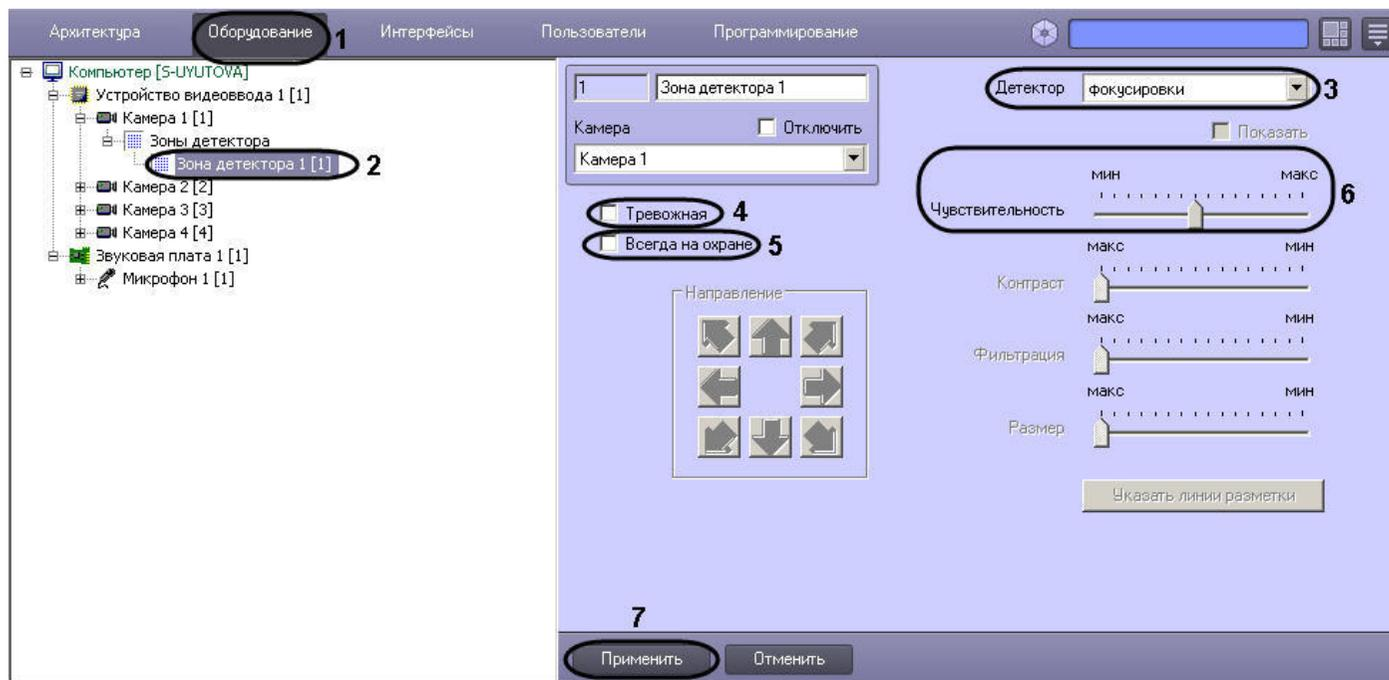 Архитектура Оборудование 1 Интерфейсы Пользователи Программирование
Компьютер [S-UYUTOVA]
Устройство видеоввода 1 [1]
Камера 1 [1]
Зоны детектора
Зона детектора 1 [1] 2
Камера 2 [2]
Камера 3 [3]
Камера 4 [4]
Звуковая плата 1 [1]
Микрофон 1 [1]
1 Зона детектора 1
Камера Отключить
Камера 1
Тревожная 4
Всегда на охране 5
Направление
Детектор фокусировки 3
Показать
мин макс
Чувствительность 6
макс мин
Контраст
макс мин
Фильтрация
макс мин
Размер
Указать линии разметки
7
Применить Отменить